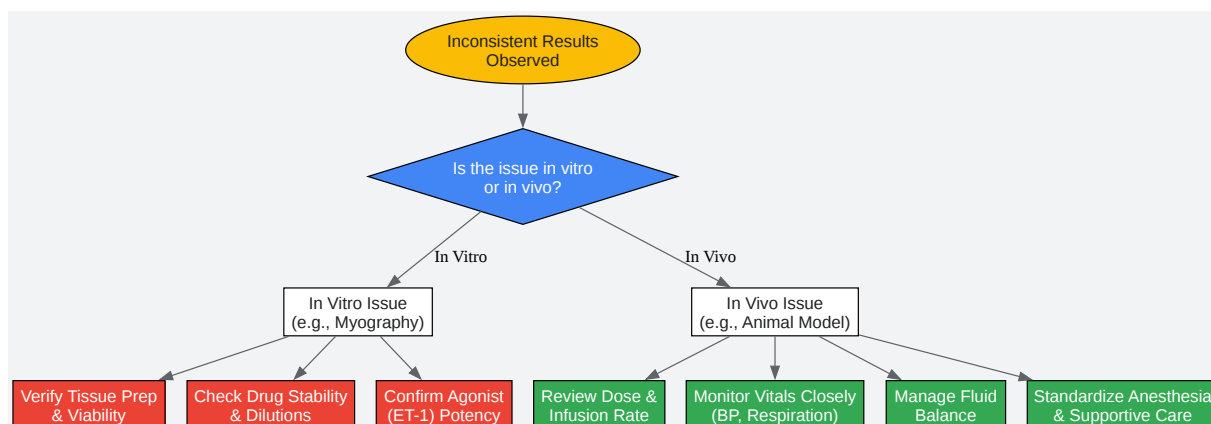 Inconsistent Results
Observed
Is the issue in vitro
or in vivo?
In Vitro
In Vivo
In Vitro Issue
(e.g., Myography)
In Vivo Issue
(e.g., Animal Model)
Verify Tissue Prep
& Viability
Check Drug Stability
& Dilutions
Confirm Agonist
(ET-1) Potency
Review Dose &
Infusion Rate
Monitor Vitals Closely
(BP, Respiration)
Manage Fluid
Balance
Standardize Anesthesia
& Supportive Care